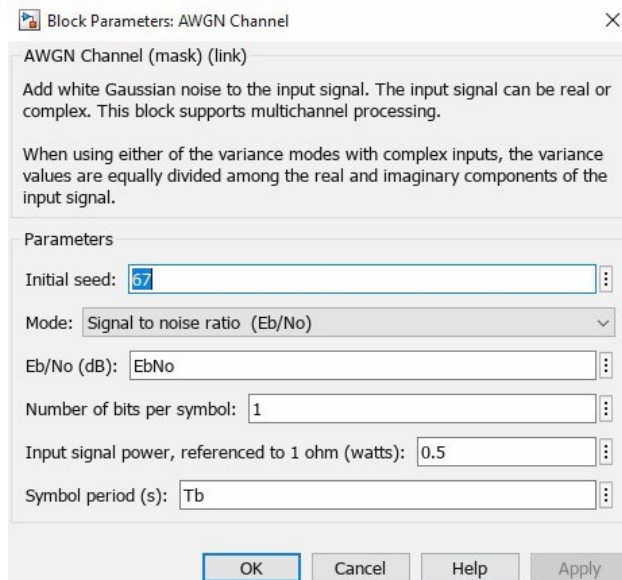 Block Parameters: AWGN Channel
AWGN Channel (mask) (link)
Add white Gaussian noise to the input signal. The input signal can be real or
complex. This block supports multichannel processing.
When using either of the variance modes with complex inputs, the variance
values are equally divided among the real and imaginary components of the
input signal.
Parameters
Initial seed: 67
Mode: Signal to noise ratio (Eb/No)
Eb/No (dB): EbNo
Number of bits per symbol: 1
Input signal power, referenced to 1 ohm (watts): 0.5
Symbol period (s): Tb
OK Cancel Help Apply